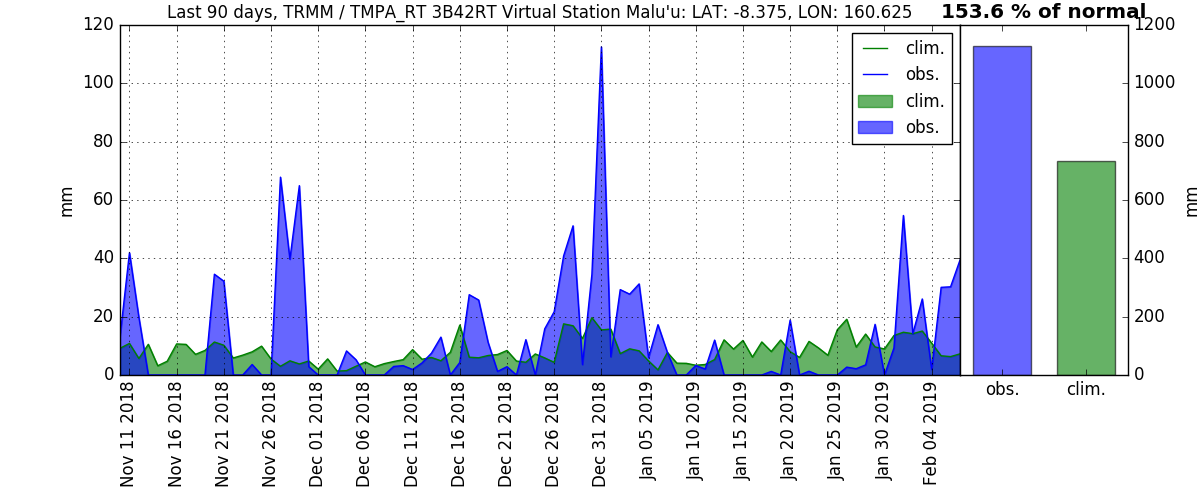 Last 90 days, TRMM / TMPA_RT 3B42RT Virtual Station Malu'u: LAT: -8.375, LON: 160.625
153.6 % of normal
120
100
80
60
40
20
0
mm
clim.
obs.
clim.
obs.
1200
1000
800
600
400
200
0
mm
Nov 11 2018
Nov 16 2018
Nov 21 2018
Nov 26 2018
Dec 01 2018
Dec 06 2018
Dec 11 2018
Dec 16 2018
Dec 21 2018
Dec 26 2018
Dec 31 2018
Jan 05 2019
Jan 10 2019
Jan 15 2019
Jan 20 2019
Jan 25 2019
Jan 30 2019
Feb 04 2019
obs.
clim.